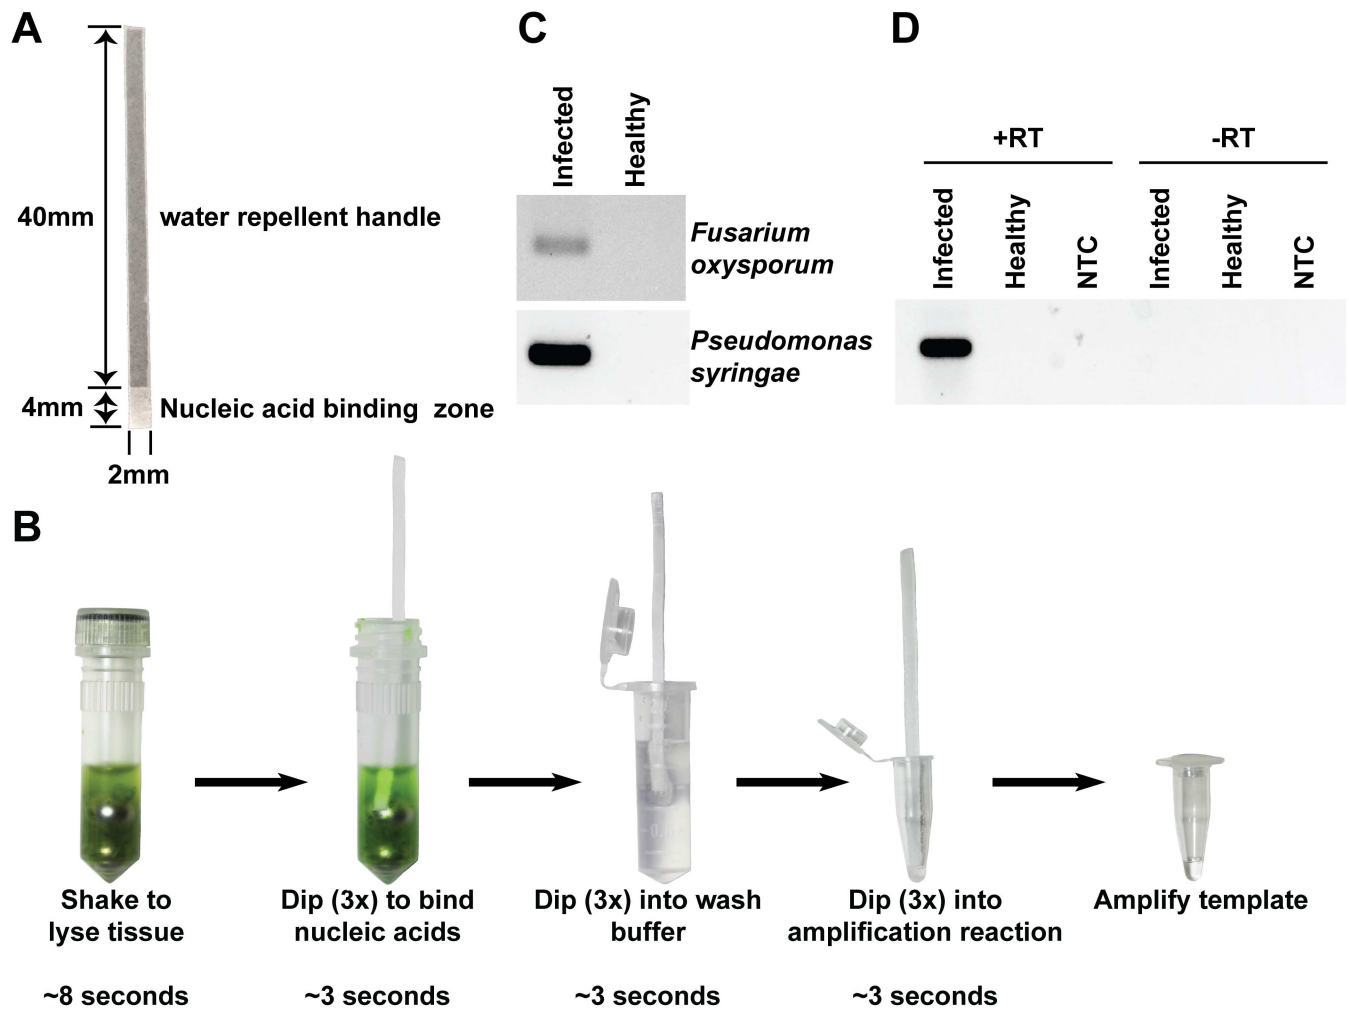 A
40mm
water repellent handle
4mm
Nucleic acid binding zone
2mm
C
Infected
Healthy
Fusarium
oxysporum
Pseudomonas
syringae
D
+RT
-RT
Infected
Healthy
NTC
Infected
Healthy
NTC
B
Shake to
lyse tissue
~8 seconds
Dip (3x) to bind
nucleic acids
~3 seconds
Dip (3x) into wash
buffer
~3 seconds
Dip (3x) into
amplification reaction
~3 seconds
Amplify template